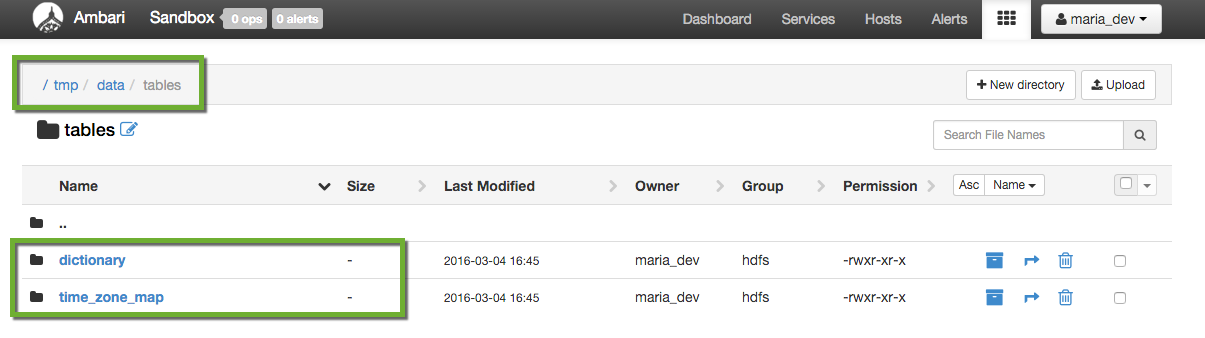 Ambari Sandbox 0 ops 0 alerts Dashboard Services Hosts Alerts maria_dev
/ tmp / data / tables New directory Upload
tables Search File Names
Name Size Last Modified Owner Group Permission Asc Name
..
dictionary - 2016-03-04 16:45 maria_dev hdfs -rwxr-xr-x
time_zone_map - 2016-03-04 16:45 maria_dev hdfs -rwxr-xr-x